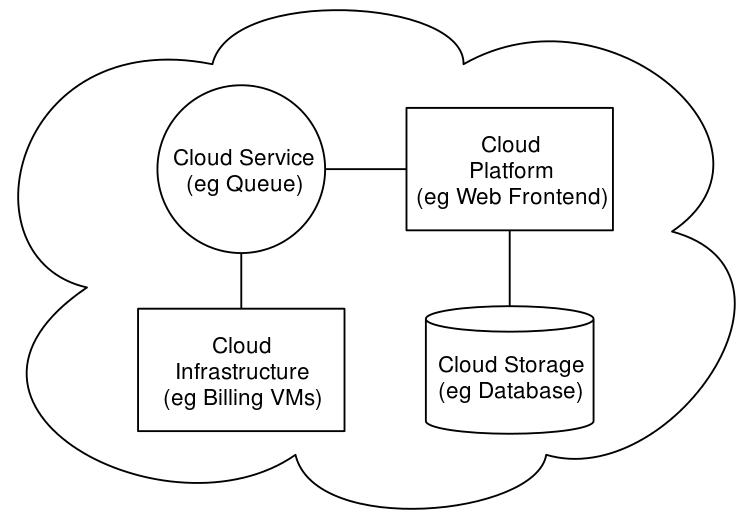 Cloud Service
(eg Queue)
Cloud
Platform
(eg Web Frontend)
Cloud
Infrastructure
(eg Billing VMs)
Cloud Storage
(eg Database)